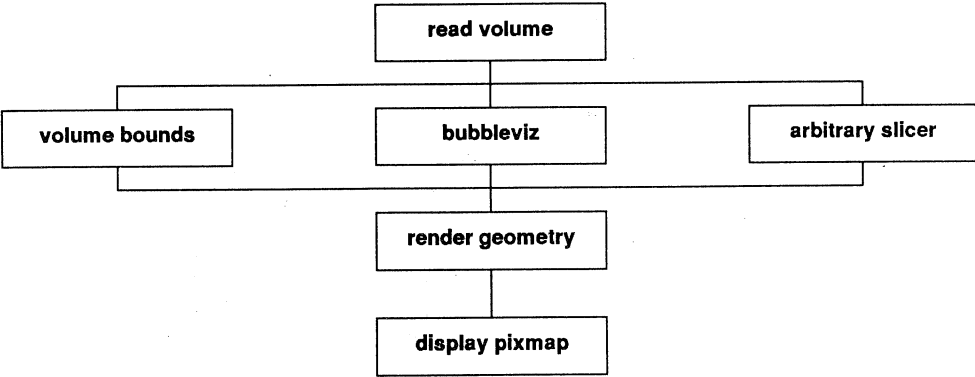 read volume
volume bounds
bubbleviz
arbitrary slicer
render geometry
display pixmap